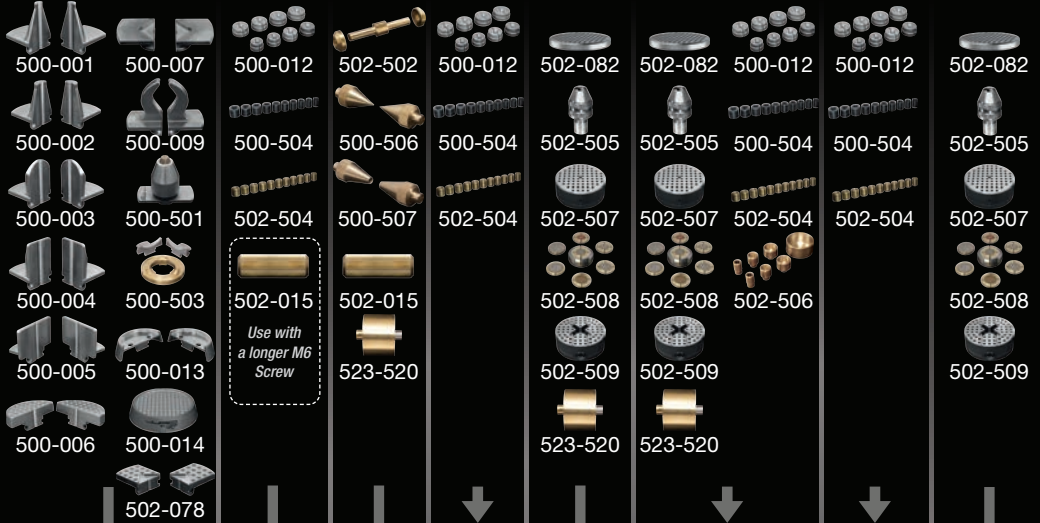 500-001 500-007 500-012 502-502 500-012 502-082 502-082 500-012 500-012 502-082
500-002 500-009 500-504 500-506 500-504 502-505 502-505 500-504 500-504 502-505
500-003 500-501 502-504 500-507 502-504 502-507 502-507 502-504 502-504 502-507
500-004 500-503 502-015 502-015 502-508 502-508 502-506 502-508
Use with
a longer M6
Screw
500-005 500-013 523-520 502-509 502-509 502-509
500-006 500-014 523-520 523-520
502-078